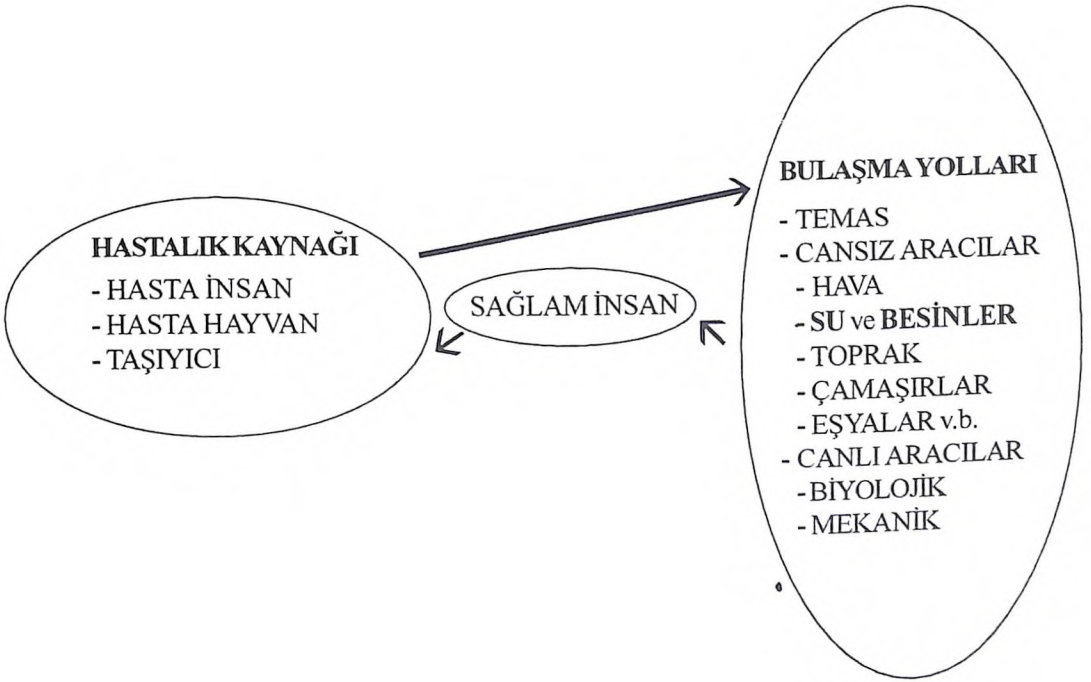 HASTALIK KAYNAĞI
- HASTA İNSAN
- HASTA HAYVAN
- TAŞIYICI
SAĞLAM İNSAN
BULAŞMA YOLLARI
- TEMAS
- CANSIZ ARACILAR
- HAVA
- SU ve BESİNLER
- TOPRAK
- ÇAMAŞIRLAR
- EŞYALAR v.b.
- CANLI ARACILAR
- BİYOLOJİK
- MEKANİK